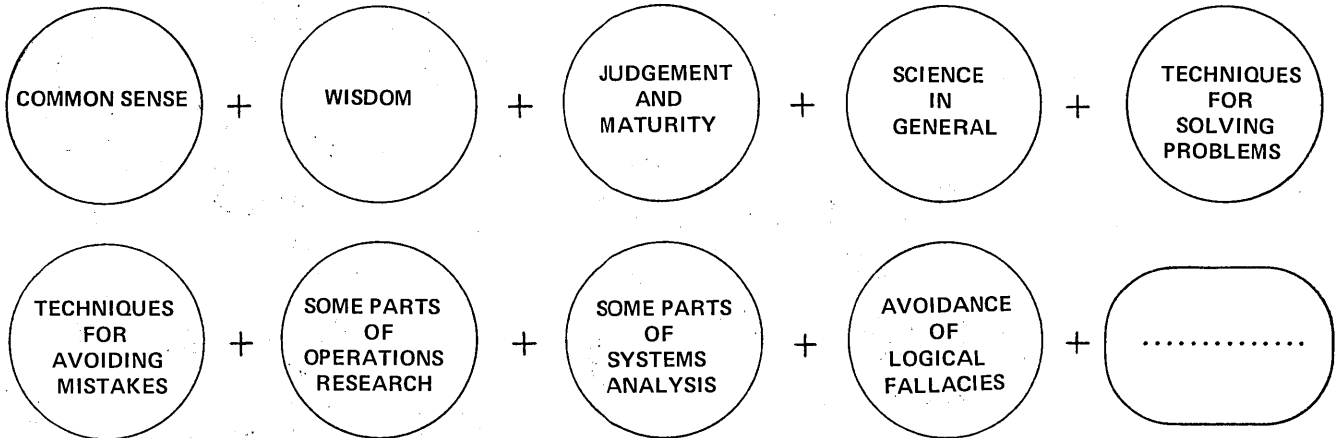 COMMON SENSE
+
WISDOM
+
JUDGEMENT
AND
MATURITY
+
SCIENCE
IN
GENERAL
+
TECHNIQUES
FOR
SOLVING
PROBLEMS
TECHNIQUES
FOR
AVOIDING
MISTAKES
+
SOME PARTS
OF
OPERATIONS
RESEARCH
+
SOME PARTS
OF
SYSTEMS
ANALYSIS
+
AVOIDANCE
OF
LOGICAL
FALLACIES
+
..............